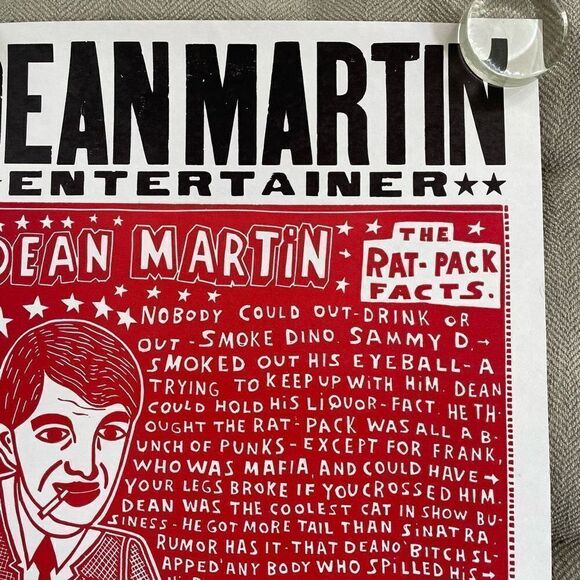 DEAN MARTIN
ENTERTAINER
DEAN MARTIN
THE
RAT-PACK
FACTS.
NOBODY COULD OUT-DRINK OR
OUT-SMOKE DINO. SAMMY D.
SMOKED OUT HIS EYEBALL-A
TRYING TO KEEP UP WITH HIM. DEAN
COULD HOLD HIS LIQUOR-FACT. HE TH-
OUGHT THE RAT-PACK WAS ALL A B-
UNCH OF PUNKS-EXCEPT FOR FRANK,
WHO WAS MAFIA, AND COULD HAVE
YOUR LEGS BROKE IF YOU CROSSED HIM.
DEAN WAS THE COOLEST CAT IN SHOW BU-
SINESS-HE GOT MORE TAIL THAN SINATRA
RUMOR HAS IT-THAT DEANO' BITCH SL-
APPED' ANY BODY WHO SPILLED HIS